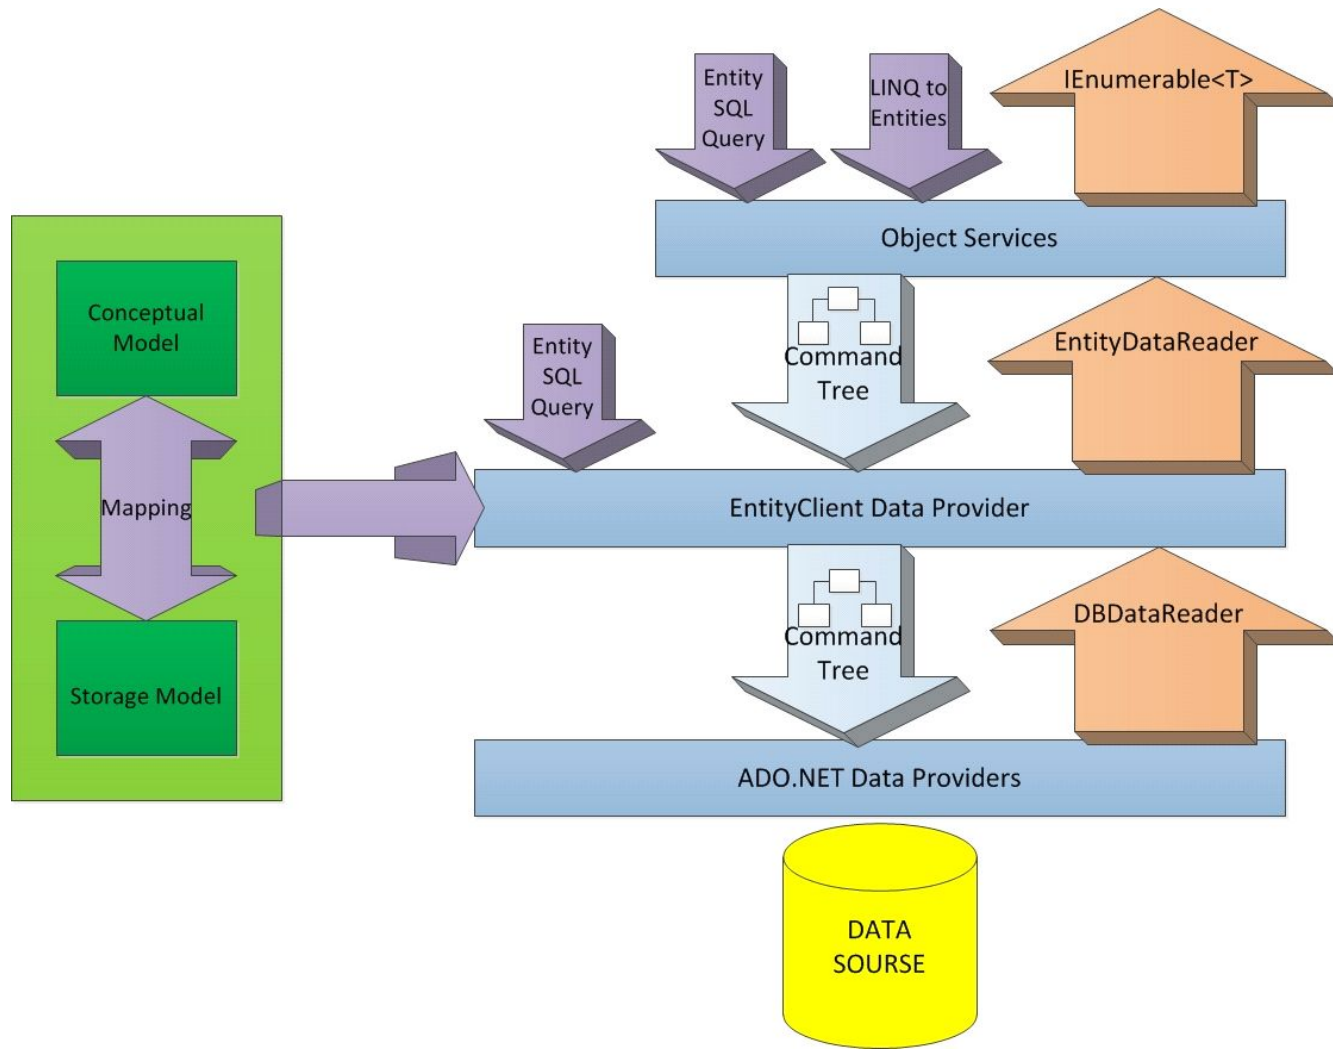 Entity
SQL
Query
LINQ to
Entities
IEnumerable<T>
Object Services
Conceptual
Model
Mapping
Storage Model
Entity
SQL
Query
Command
Tree
EntityDataReader
EntityClient Data Provider
Command
Tree
DBDataReader
ADO.NET Data Providers
DATA
SOURSE